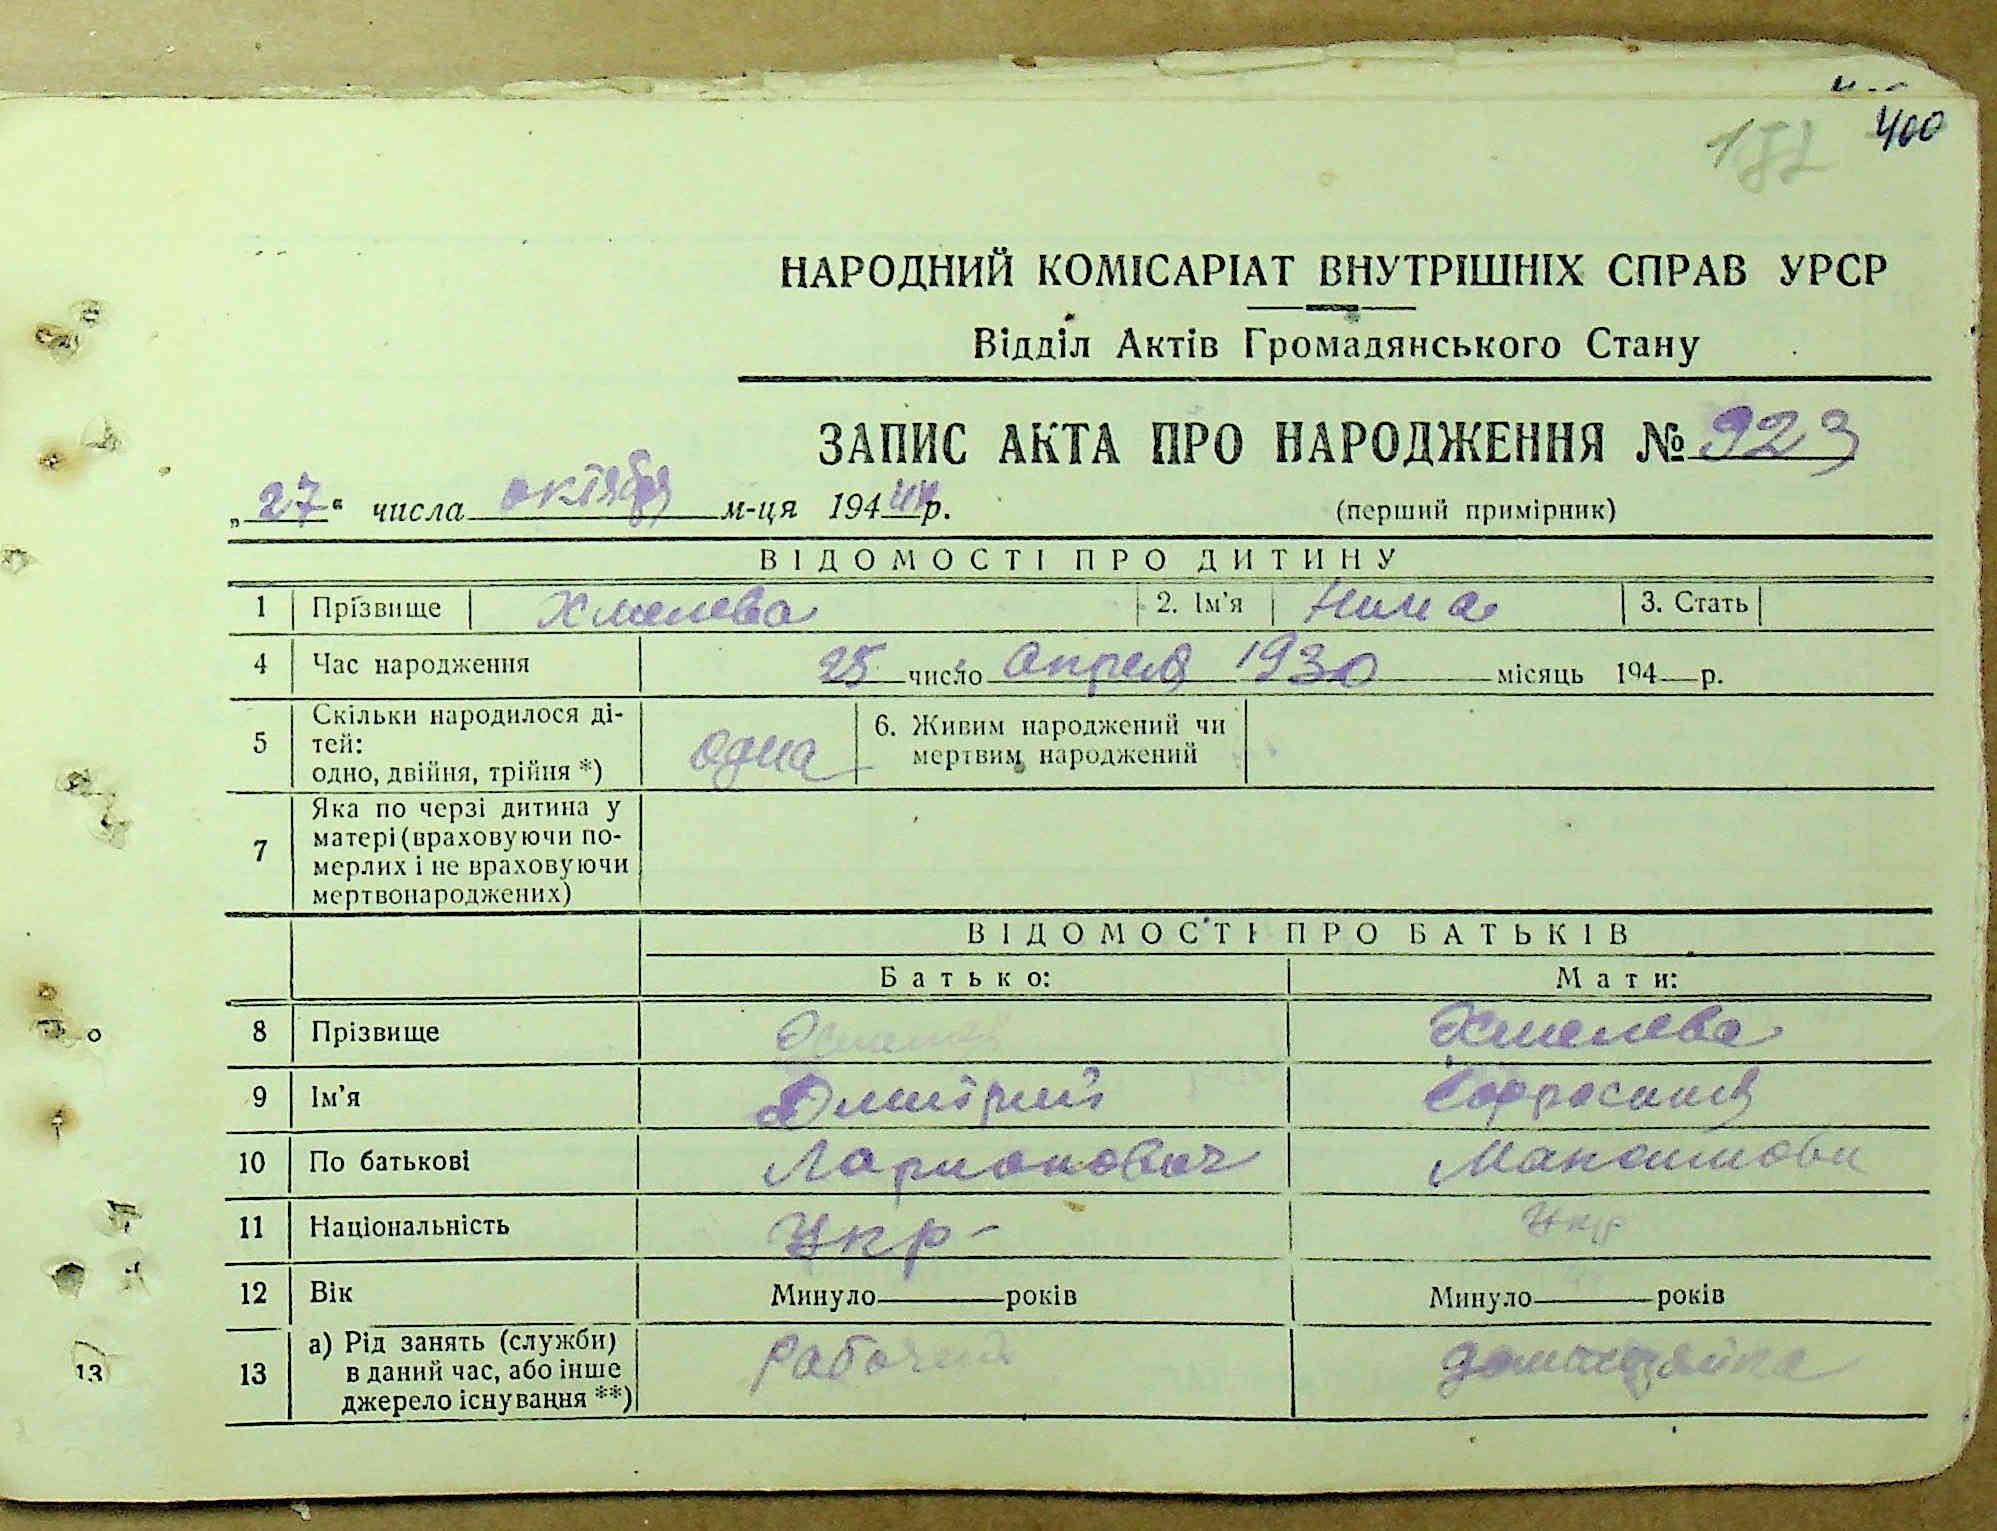 400
НАРОДНИЙ КОМІСАРІАТ ВНУТРІШНІХ СПРАВ УРСР
Відділ Актів Громадянського Стану
ЗАПИС АКТА ПРО НАРОДЖЕННЯ № 923
„27“ числа октября м-ця 1944 р. (перший примірник)
ВІДОМОСТІ ПРО ДИТИНУ
1 Прізвище Хмелева 2. Ім'я Нина 3. Стать
4 Час народження 25 число апреля 1930 місяць 194 р.
5 Скільки народилося ді-
тей:
одно, двійня, трійня *) одна 6. Живим народжений чи
мертвим народжений
7 Яка по черзі дитина у
матері (враховуючи по-
мерлих і не враховуючи
мертвонароджених)
ВІДОМОСТІ ПРО БАТЬКІВ
Батько: Мати:
8 Прізвище Хмелева
9 Ім'я Дмитрий Ефросиния
10 По батькові Ларионович
11 Національність Укр- Укр
12 Вік Минуло років Минуло років
13 а) Рід занять (служби)
в даний час, або інше
джерело існування **) Рабочий домохозяйка
13